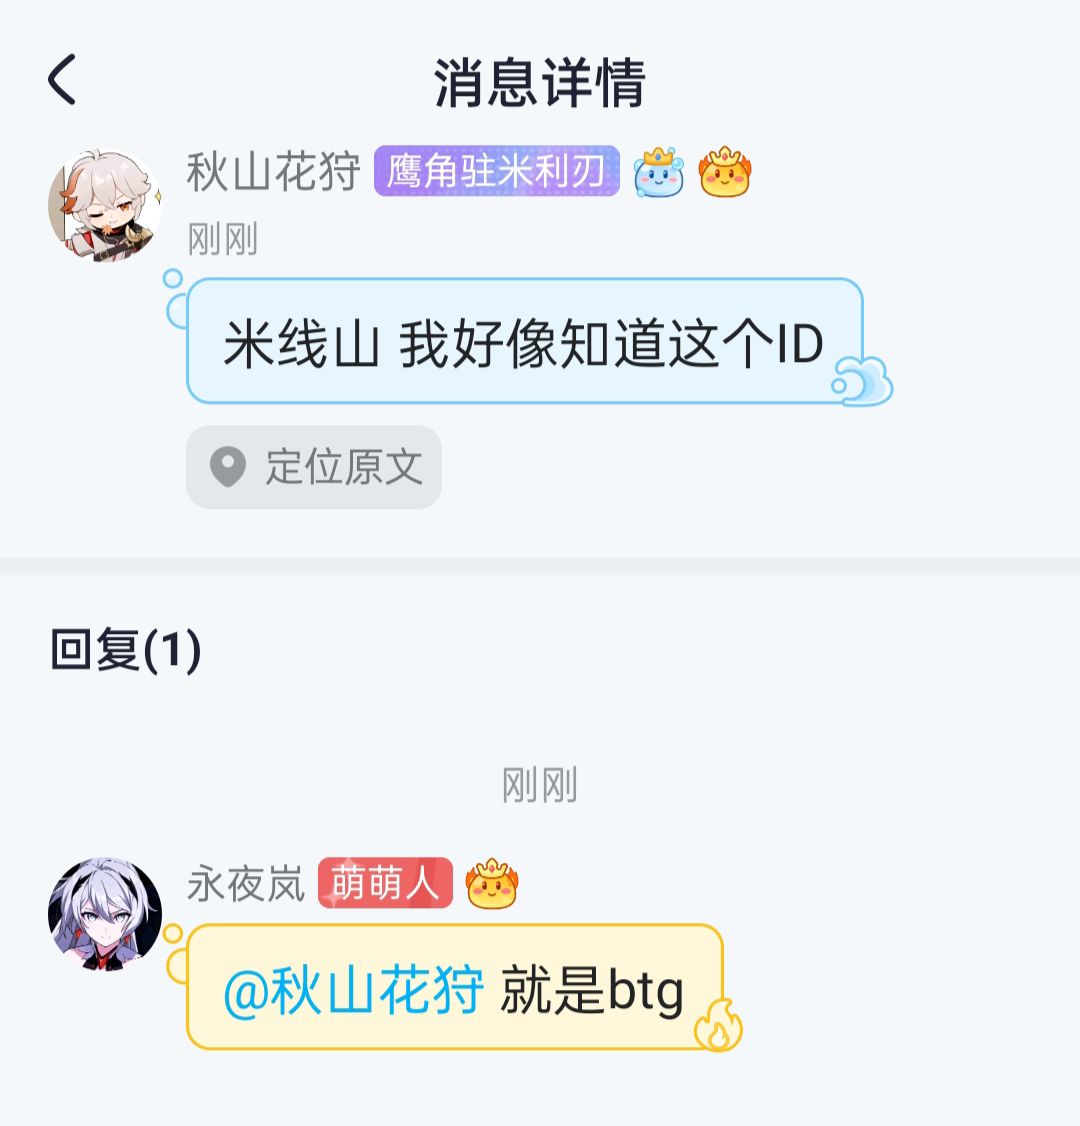 消息详情
秋山花狩 鹰角驻米利刃
刚刚
米线山 我好像知道这个ID
定位原文
回复(1)
刚刚
永夜岚 萌萌人
@秋山花狩 就是btg